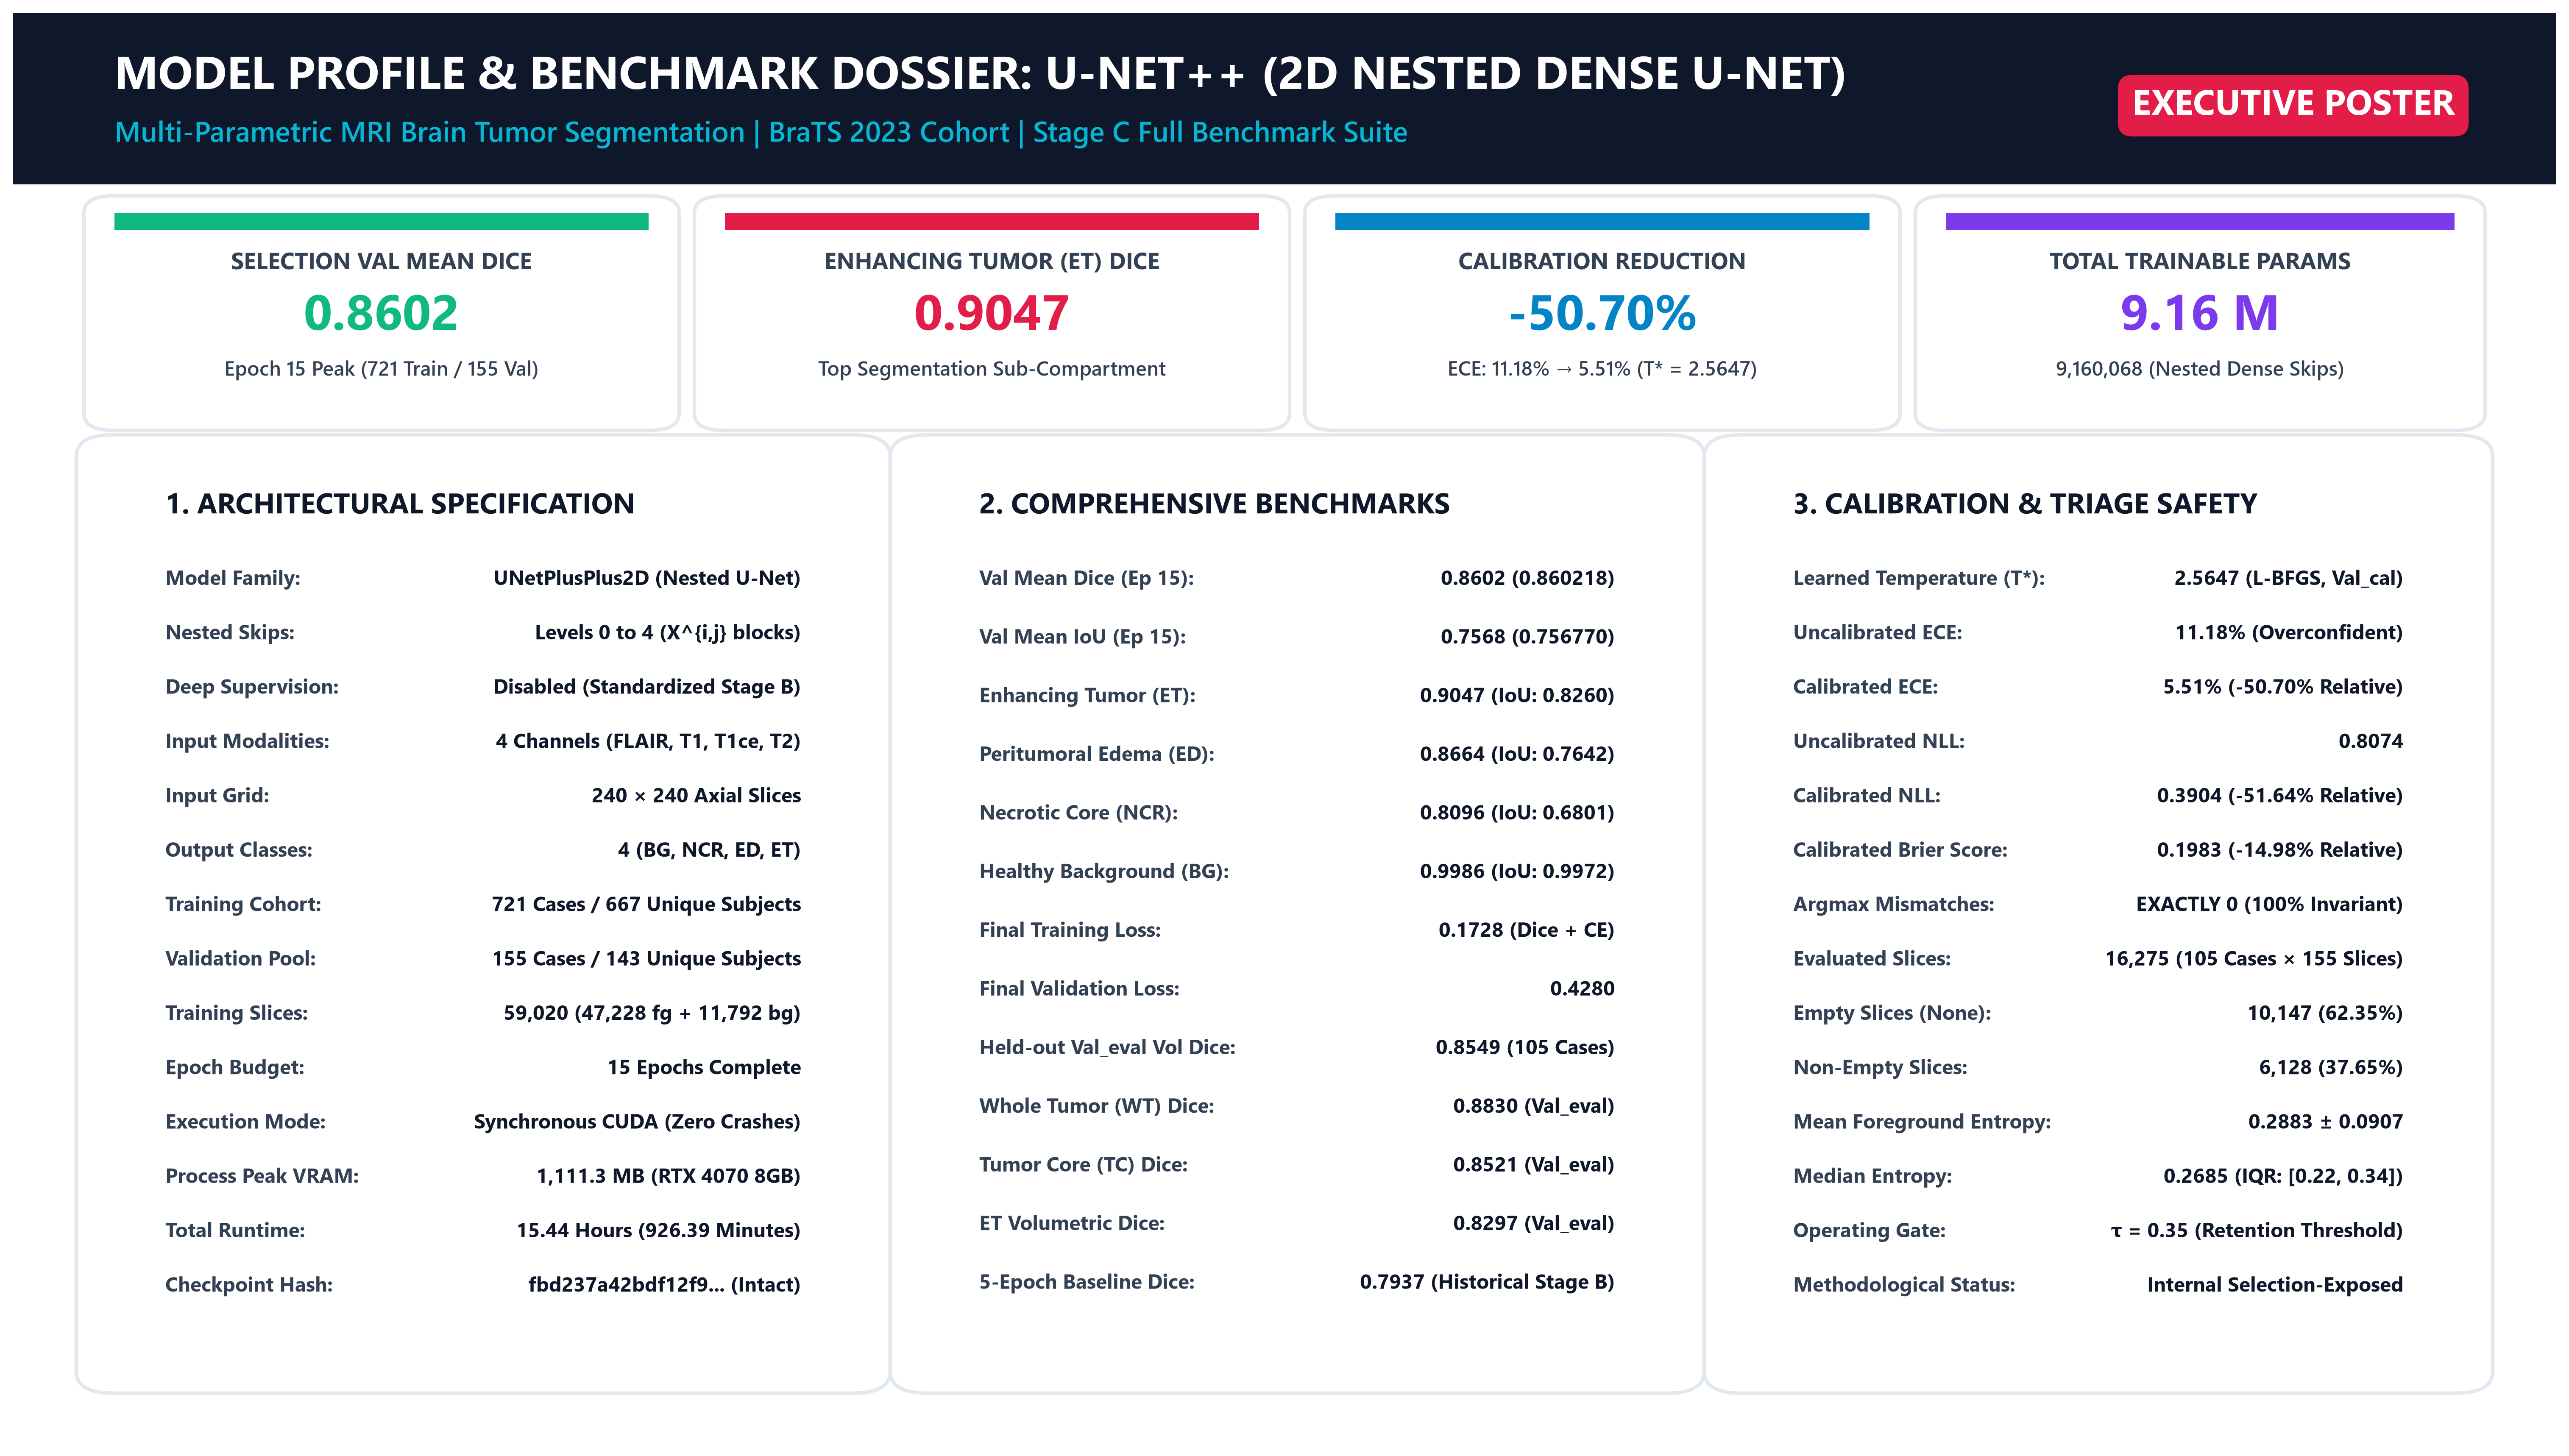 MODEL PROFILE & BENCHMARK DOSSIER: U-NET++ (2D NESTED DENSE U-NET)
Multi-Parametric MRI Brain Tumor Segmentation | BraTS 2023 Cohort | Stage C Full Benchmark Suite
EXECUTIVE POSTER
SELECTION VAL MEAN DICE
0.8602
Epoch 15 Peak (721 Train / 155 Val)
ENHANCING TUMOR (ET) DICE
0.9047
Top Segmentation Sub-Compartment
CALIBRATION REDUCTION
-50.70%
ECE: 11.18% → 5.51% (T* = 2.5647)
TOTAL TRAINABLE PARAMS
9.16 M
9,160,068 (Nested Dense Skips)
1. ARCHITECTURAL SPECIFICATION
Model Family: UNetPlusPlus2D (Nested U-Net)
Nested Skips: Levels 0 to 4 (X^{i,j} blocks)
Deep Supervision: Disabled (Standardized Stage B)
Input Modalities: 4 Channels (FLAIR, T1, T1ce, T2)
Input Grid: 240 × 240 Axial Slices
Output Classes: 4 (BG, NCR, ED, ET)
Training Cohort: 721 Cases / 667 Unique Subjects
Validation Pool: 155 Cases / 143 Unique Subjects
Training Slices: 59,020 (47,228 fg + 11,792 bg)
Epoch Budget: 15 Epochs Complete
Execution Mode: Synchronous CUDA (Zero Crashes)
Process Peak VRAM: 1,111.3 MB (RTX 4070 8GB)
Total Runtime: 15.44 Hours (926.39 Minutes)
Checkpoint Hash: fbd237a42bdf12f9... (Intact)
2. COMPREHENSIVE BENCHMARKS
Val Mean Dice (Ep 15): 0.8602 (0.860218)
Val Mean IoU (Ep 15): 0.7568 (0.756770)
Enhancing Tumor (ET): 0.9047 (IoU: 0.8260)
Peritumoral Edema (ED): 0.8664 (IoU: 0.7642)
Necrotic Core (NCR): 0.8096 (IoU: 0.6801)
Healthy Background (BG): 0.9986 (IoU: 0.9972)
Final Training Loss: 0.1728 (Dice + CE)
Final Validation Loss: 0.4280
Held-out Val_eval Vol Dice: 0.8549 (105 Cases)
Whole Tumor (WT) Dice: 0.8830 (Val_eval)
Tumor Core (TC) Dice: 0.8521 (Val_eval)
ET Volumetric Dice: 0.8297 (Val_eval)
5-Epoch Baseline Dice: 0.7937 (Historical Stage B)
3. CALIBRATION & TRIAGE SAFETY
Learned Temperature (T*): 2.5647 (L-BFGS, Val_cal)
Uncalibrated ECE: 11.18% (Overconfident)
Calibrated ECE: 5.51% (-50.70% Relative)
Uncalibrated NLL: 0.8074
Calibrated NLL: 0.3904 (-51.64% Relative)
Calibrated Brier Score: 0.1983 (-14.98% Relative)
Argmax Mismatches: EXACTLY 0 (100% Invariant)
Evaluated Slices: 16,275 (105 Cases × 155 Slices)
Empty Slices (None): 10,147 (62.35%)
Non-Empty Slices: 6,128 (37.65%)
Mean Foreground Entropy: 0.2883 ± 0.0907
Median Entropy: 0.2685 (IQR: [0.22, 0.34])
Operating Gate: τ = 0.35 (Retention Threshold)
Methodological Status: Internal Selection-Exposed